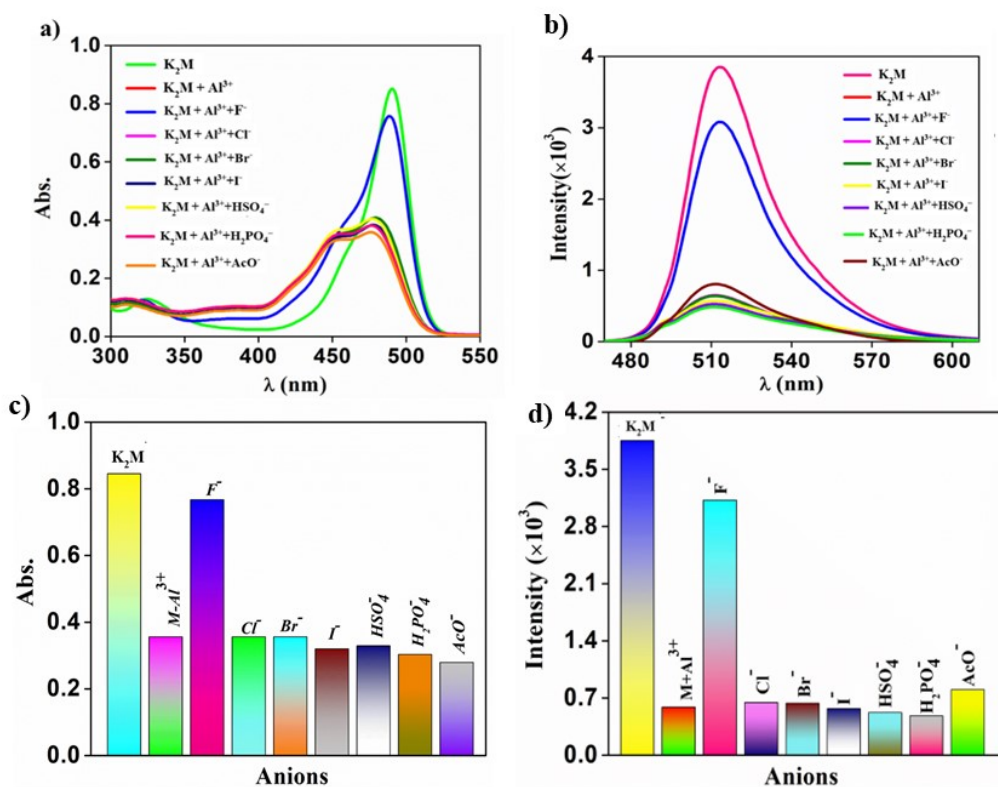 a)
Abs.
1.0
0.8
0.6
0.4
0.2
0.0
K₂M
K₂M + Al³⁺
K₂M + Al³⁺+F⁻
K₂M + Al³⁺+Cl⁻
K₂M + Al³⁺+Br⁻
K₂M + Al³⁺+I⁻
K₂M + Al³⁺+HSO₄⁻
K₂M + Al³⁺+H₂PO₄⁻
K₂M + Al³⁺+AcO⁻
300 350 400 450 500 550
λ (nm)
b)
Intensity(×10³)
4
3
2
1
0
K₂M
K₂M + Al³⁺
K₂M + Al³⁺+F⁻
K₂M + Al³⁺+Cl⁻
K₂M + Al³⁺+Br⁻
K₂M + Al³⁺+I⁻
K₂M + Al³⁺+HSO₄⁻
K₂M + Al³⁺+H₂PO₄⁻
K₂M + Al³⁺+AcO⁻
480 510 540 570 600
λ (nm)
c)
Abs.
1.0
0.8
0.6
0.4
0.2
0.0
K₂M
M-Al³⁺
F⁻
Cl⁻
Br⁻
I⁻
HSO₄⁻
H₂PO₄⁻
AcO⁻
Anions
d)
Intensity (×10³)
4.2
3.5
2.8
2.1
1.4
0.7
0.0
K₂M⁻
M+Al³⁺
F⁻
Cl⁻
Br⁻
I⁻
HSO₄⁻
H₂PO₄⁻
AcO⁻
Anions